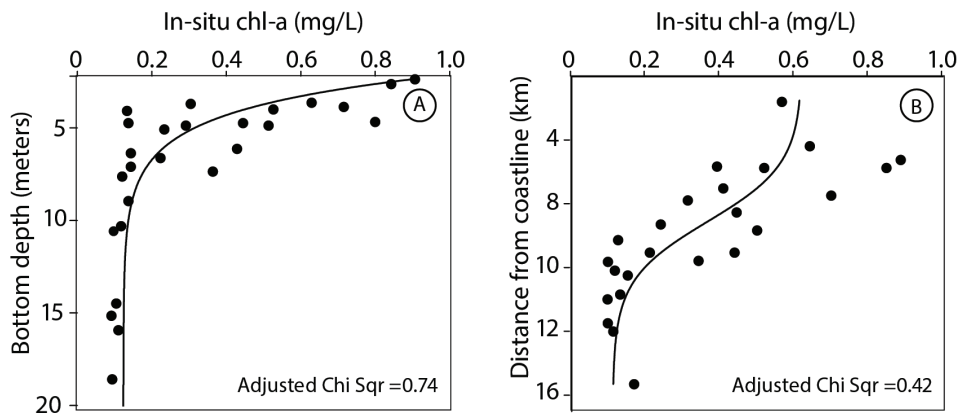 In-situ chl-a (mg/L)
0 0.2 0.4 0.6 0.8 1.0
A
Bottom depth (meters)
5
10
15
20
Adjusted Chi Sqr =0.74
In-situ chl-a (mg/L)
0 0.2 0.4 0.6 0.8 1.0
B
Distance from coastline (km)
4
8
10
12
16
Adjusted Chi Sqr =0.42